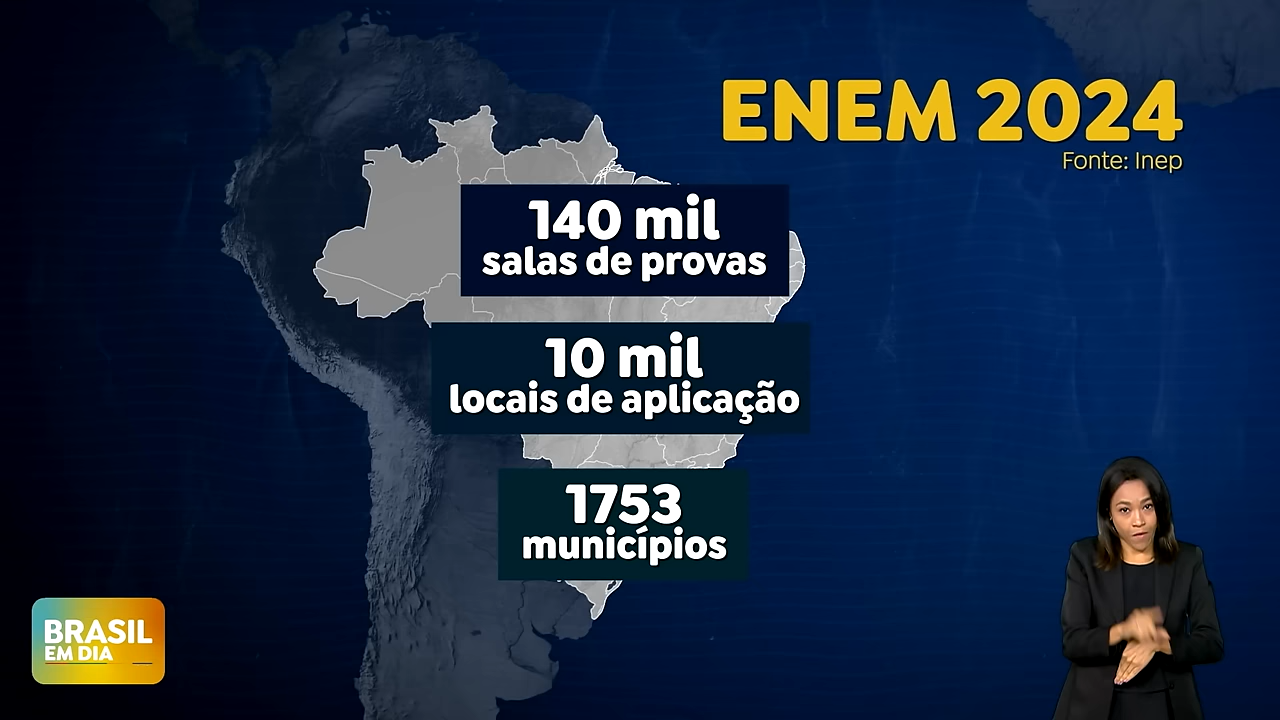 ENEM 2024
Fonte: Inep
140 mil
salas de provas
10 mil
locais de aplicação
1753
municípios
BRASIL
EM DIA